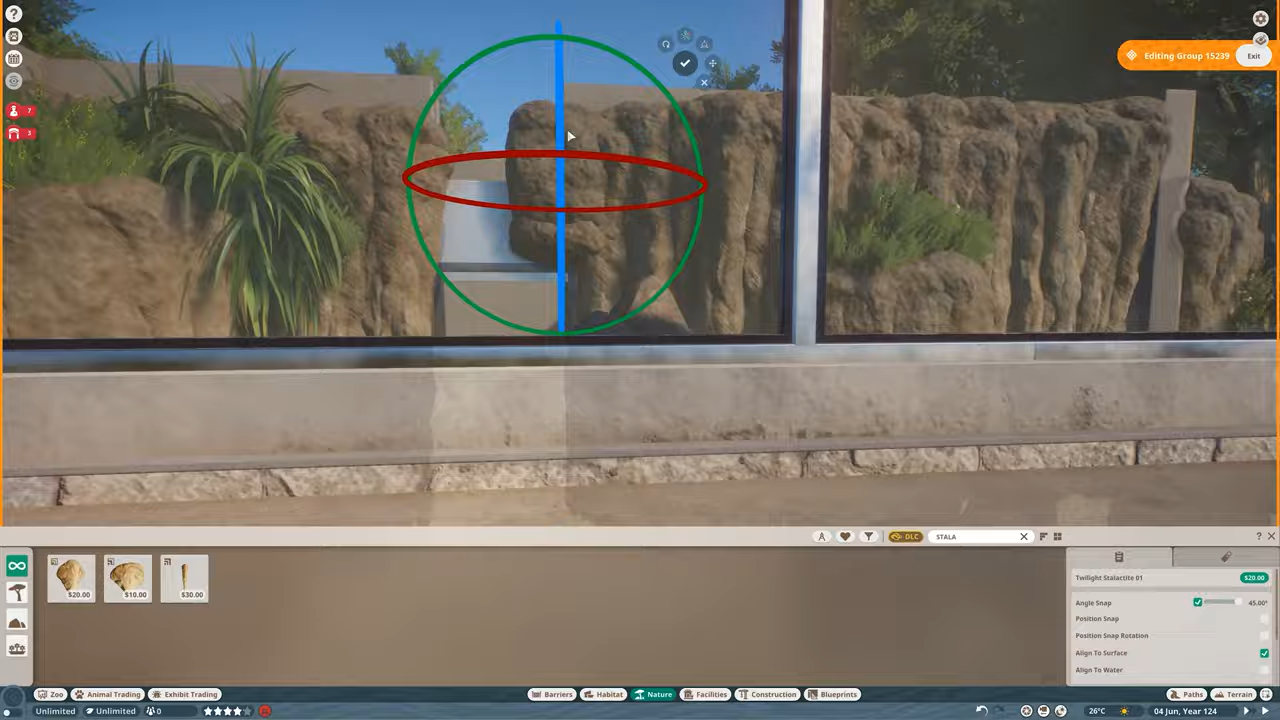 ?
Editing Group 15239
Exit
7
3
DLC
STALA
?
$20.00
$10.00
$30.00
Twilight Stalactite 01
$20.00
Angle Snap
45.00°
Position Snap
Position Snap Rotation
Align To Surface
Align To Water
Zoo
Animal Trading
Exhibit Trading
Barriers
Habitat
Nature
Facilities
Construction
Blueprints
Paths
Terrain
Unlimited
Unlimited
0
26°C
04 Jun, Year 124